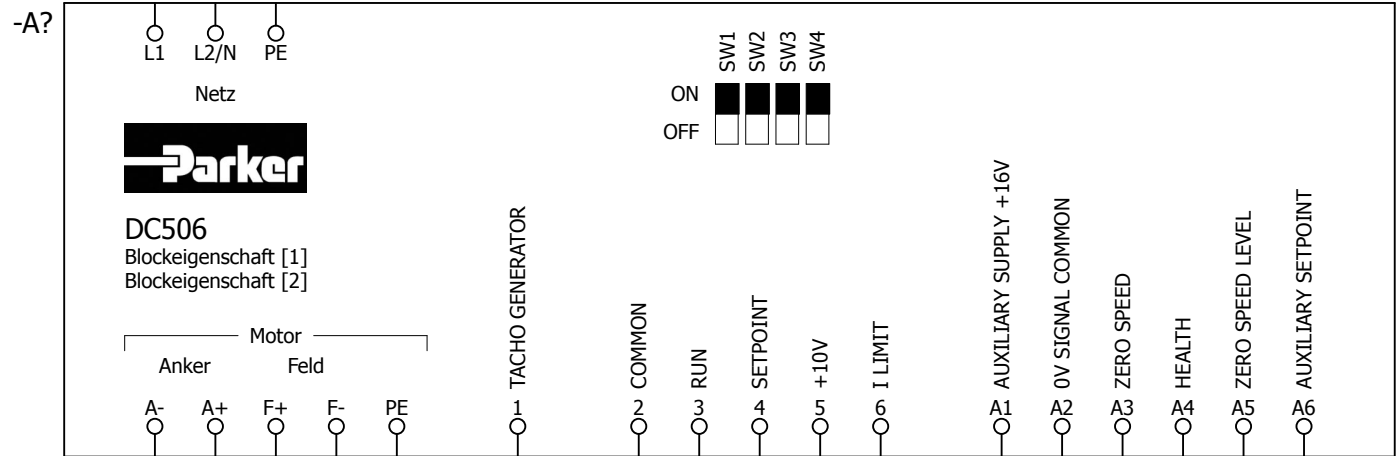 -A?
L1 L2/N PE
Netz
SW1 SW2 SW3 SW4
ON
OFF
Parker
DC506
Blockeigenschaft [1]
Blockeigenschaft [2]
Motor
Anker Feld
A- A+ F+ F- PE
TACHO GENERATOR
1
COMMON
2
RUN
3
SETPOINT
4
+10V
5
I LIMIT
6
AUXILIARY SUPPLY +16V
A1
0V SIGNAL COMMON
A2
ZERO SPEED
A3
HEALTH
A4
ZERO SPEED LEVEL
A5
AUXILIARY SETPOINT
A6